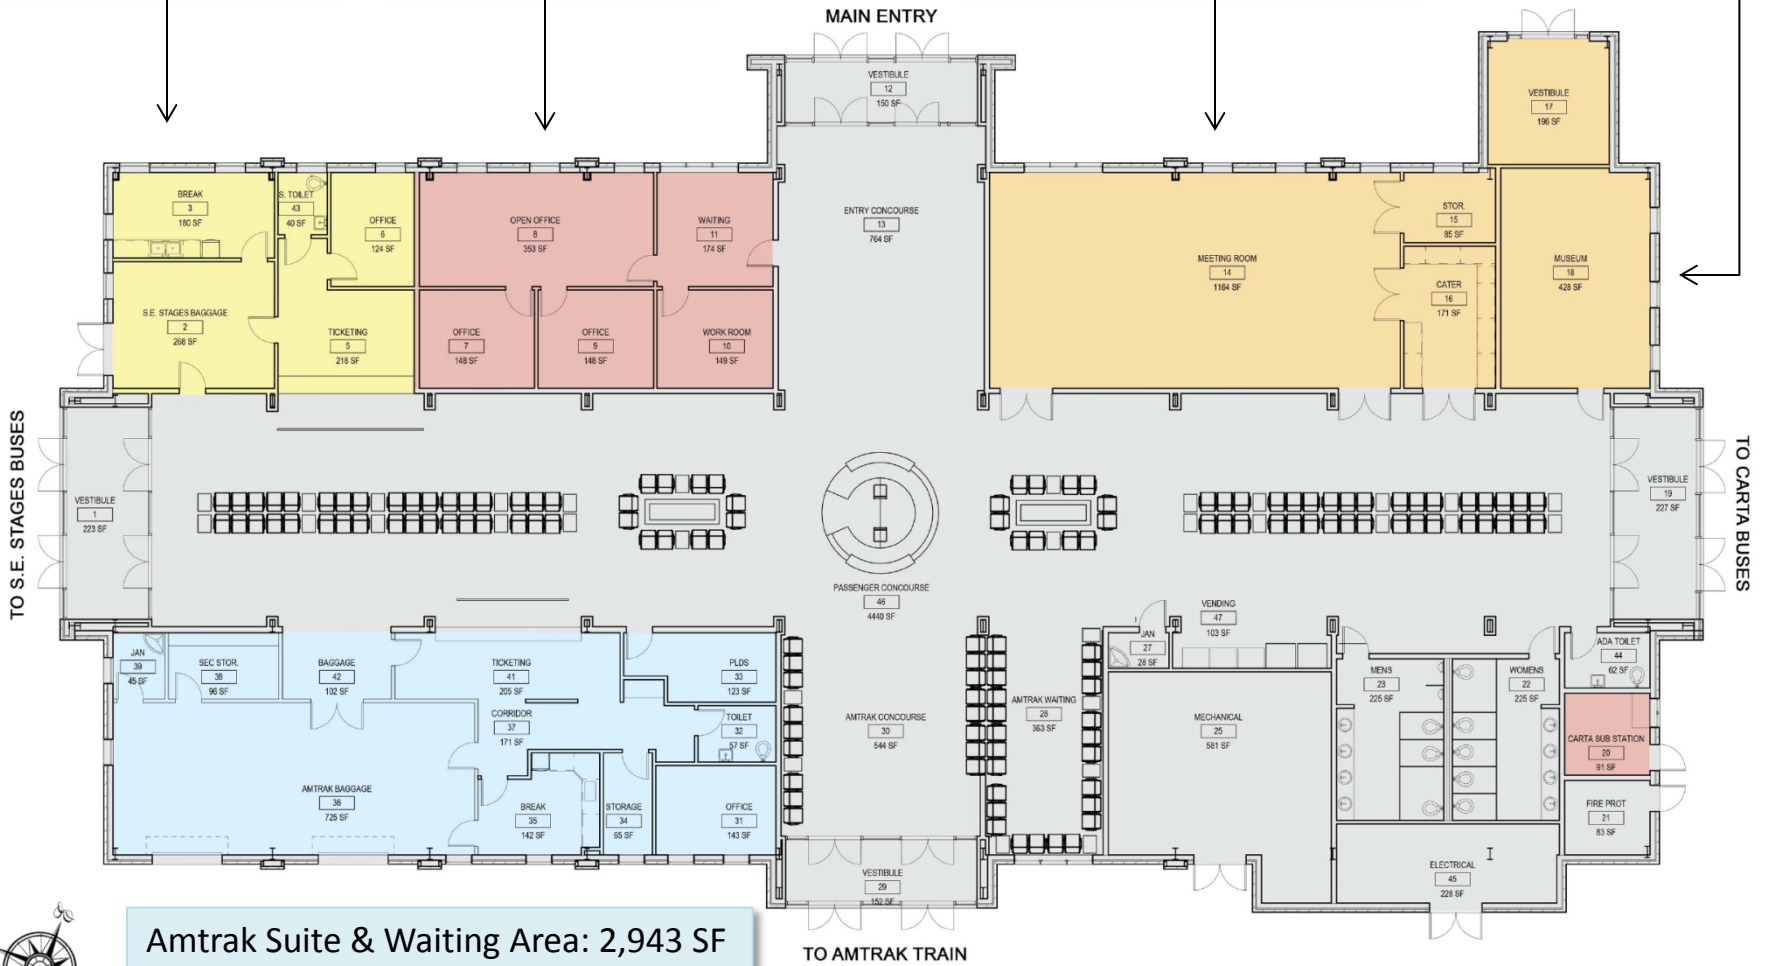 MAIN ENTRY
VESTIBULE
12
150 SF
VESTIBULE
17
196 SF
BREAK
3
180 SF
S. TOILET
43
40 SF
OFFICE
6
124 SF
OPEN OFFICE
8
353 SF
WAITING
11
174 SF
ENTRY CONCOURSE
13
764 SF
MEETING ROOM
14
1164 SF
STOR.
15
85 SF
CATER
16
171 SF
MUSEUM
18
428 SF
S.E. STAGES BAGGAGE
2
268 SF
TICKETING
5
218 SF
OFFICE
7
148 SF
OFFICE
9
148 SF
WORK ROOM
10
149 SF
TO S.E. STAGES BUSES
VESTIBULE
1
223 SF
PASSENGER CONCOURSE
46
4440 SF
VESTIBULE
19
227 SF
TO CARTA BUSES
JAN
39
45 SF
SEC STOR.
38
96 SF
BAGGAGE
42
102 SF
TICKETING
41
205 SF
PLDS
33
123 SF
CORRIDOR
37
171 SF
TOILET
32
57 SF
AMTRAK CONCOURSE
30
544 SF
AMTRAK WAITING
28
363 SF
JAN
27
28 SF
VENDING
47
103 SF
MECHANICAL
25
581 SF
MENS
23
225 SF
WOMENS
22
225 SF
ADA TOILET
44
62 SF
CARTA SUB STATION
20
91 SF
FIRE PROT
21
83 SF
AMTRAK BAGGAGE
36
725 SF
BREAK
35
142 SF
STORAGE
34
65 SF
OFFICE
31
143 SF
VESTIBULE
29
152 SF
ELECTRICAL
45
228 SF
Amtrak Suite & Waiting Area: 2,943 SF
TO AMTRAK TRAIN